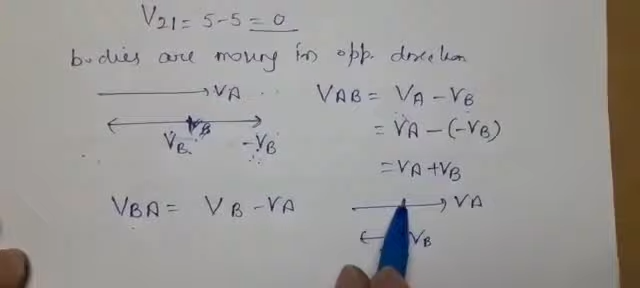 V21 = 5-5 = 0
bodies are moving in opp. direction
VA
VAB = VA - VB
VB
VB. -VB
= VA - (-VB)
= VA + VB
VBA = VB - VA
VA
VB